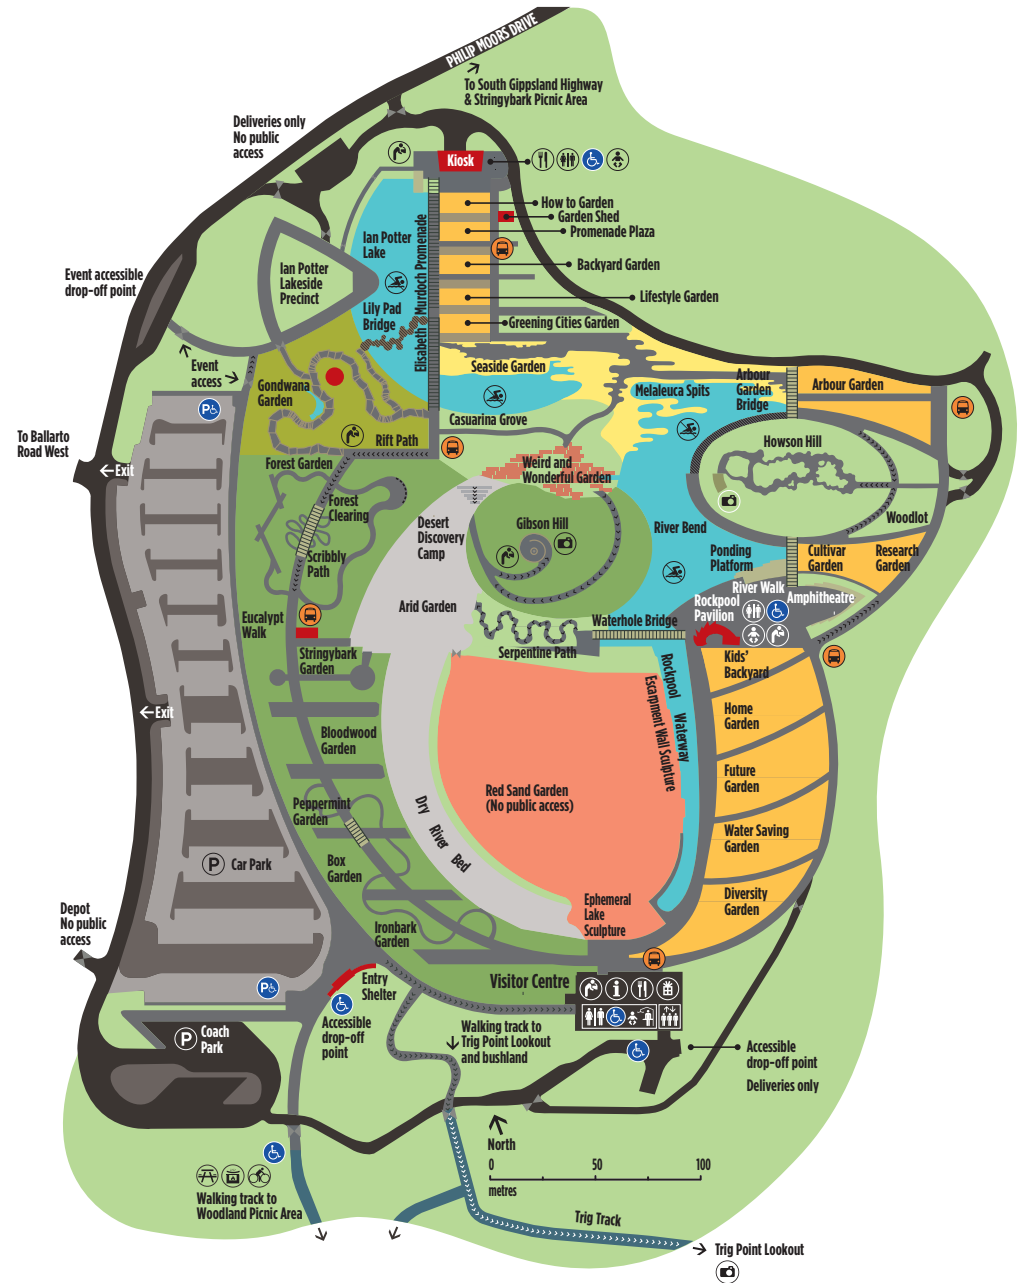 PHILIP MOORS DRIVE
To South Gippsland Highway
& Stringybark Picnic Area
Deliveries only
No public
access
Kiosk
How to Garden
Garden Shed
Promenade Plaza
Backyard Garden
Lifestyle Garden
Greening Cities Garden
Ian Potter
Lake
Elisabeth Murdoch Promenade
Ian Potter
Lakeside
Precinct
Lily Pad
Bridge
Event accessible
drop-off point
Event
access
Seaside Garden
Gondwana
Garden
Melaleuca Spits
Arbour
Garden
Bridge
Arbour Garden
Casuarina Grove
Rift Path
To Ballarto
Road West
Exit
Howson Hill
Forest Garden
Weird and
Wonderful Garden
Forest
Clearing
Desert
Discovery
Camp
Gibson Hill
River Bend
Woodlot
Scribbly
Path
Ponding
Platform
Cultivar
Garden
Research
Garden
River Walk
Amphitheatre
Rockpool
Pavilion
Arid Garden
Eucalypt
Walk
Waterhole Bridge
Serpentine Path
Stringybark
Garden
Kids'
Backyard
Rockpool Waterway
Escarpment Wall Sculpture
Exit
Home
Garden
Bloodwood
Garden
Future
Garden
Red Sand Garden
(No public access)
Peppermint
Garden
Dry River Bed
Water Saving
Garden
P
Car Park
Box
Garden
Diversity
Garden
Depot
No public
access
Ephemeral
Lake
Sculpture
Ironbark
Garden
Visitor Centre
Entry
Shelter
P
P
P
Coach
Park
Accessible
drop-off
point
Walking track to
Trig Point Lookout
and bushland
Accessible
drop-off point
Deliveries only
North
0 50 100
metres
Walking track to
Woodland Picnic Area
Trig Track
Trig Point Lookout